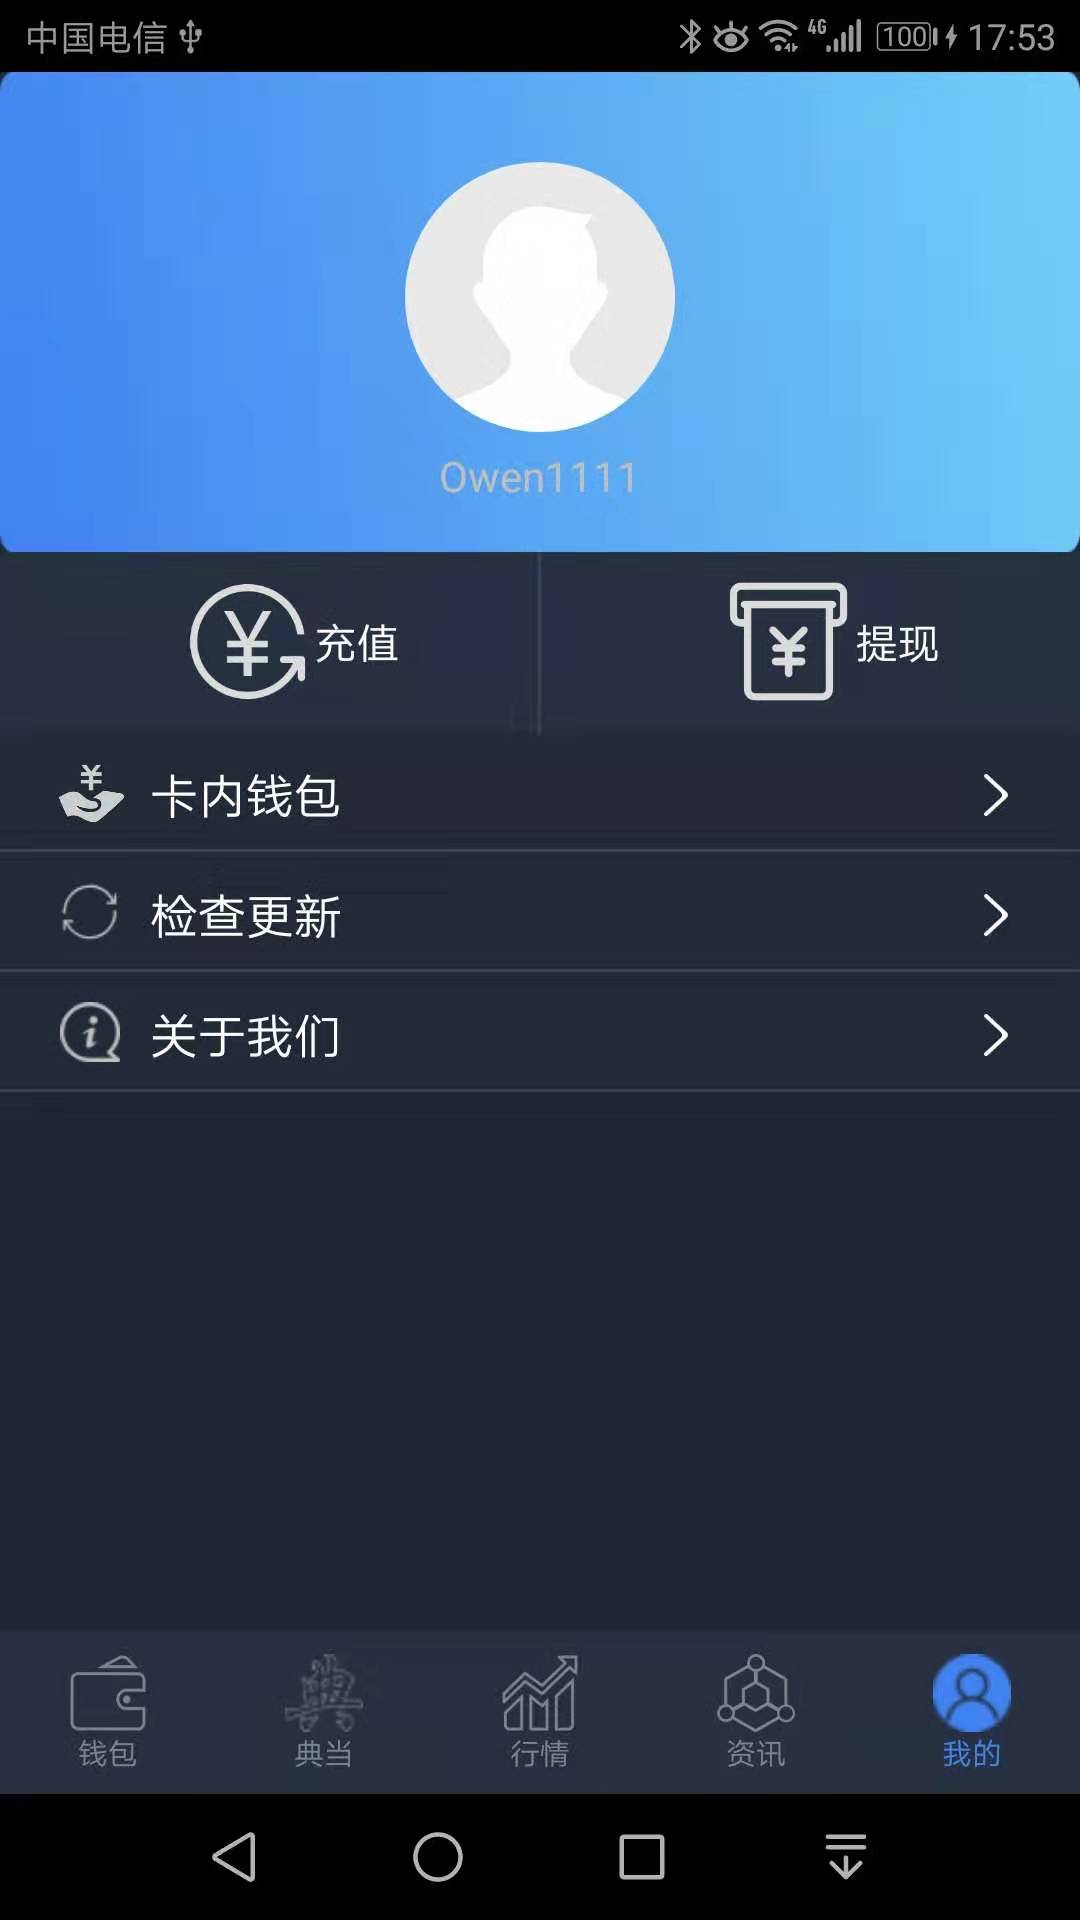 中国电信 4G 100 17:53
Owen1111
充值 提现
卡内钱包
检查更新
关于我们
钱包 典当 行情 资讯 我的